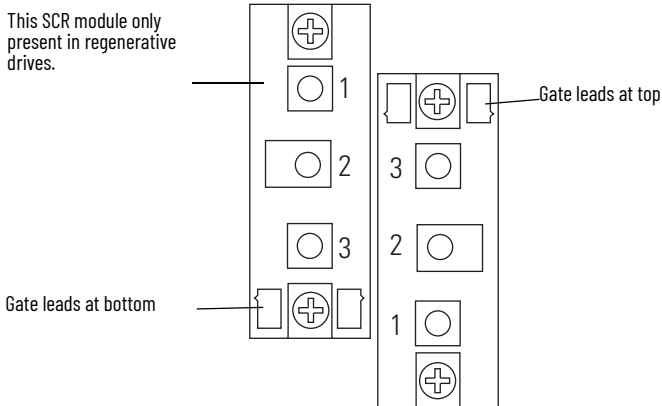 This SCR module only
present in regenerative
drives.
1
Gate leads at top
2
3
3
2
Gate leads at bottom
1